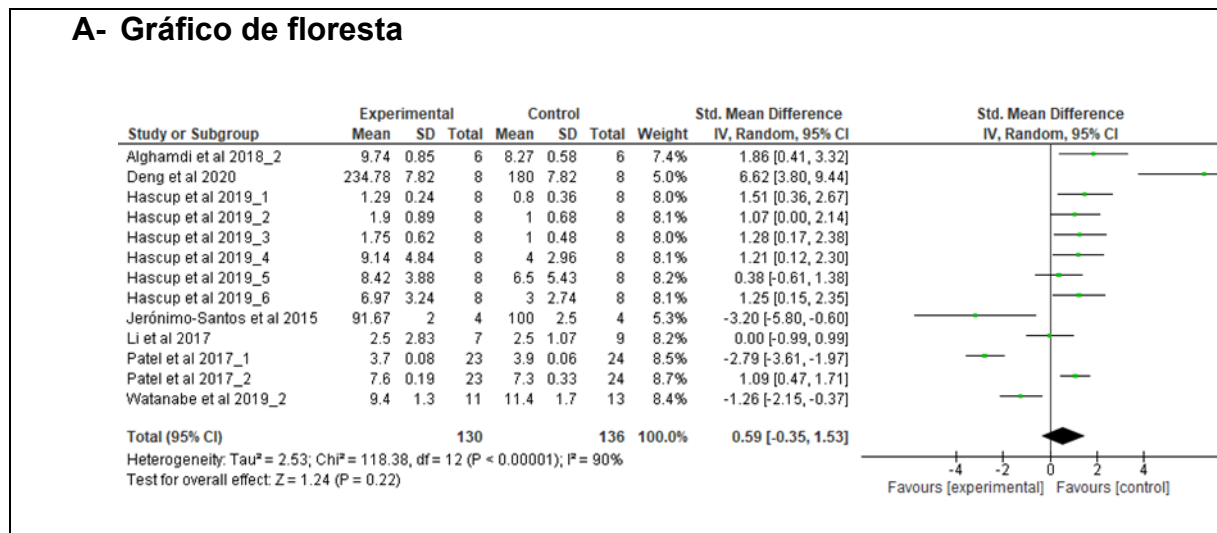 A- Gráfico de floresta
Experimental Control Std. Mean Difference Std. Mean Difference
Study or Subgroup Mean SD Total Mean SD Total Weight IV, Random, 95% CI IV, Random, 95% CI
Alghamdi et al 2018_2 9.74 0.85 6 8.27 0.58 6 7.4% 1.86 [0.41, 3.32]
Deng et al 2020 234.78 7.82 8 180 7.82 8 5.0% 6.62 [3.80, 9.44]
Hascup et al 2019_1 1.29 0.24 8 0.8 0.36 8 8.0% 1.51 [0.36, 2.67]
Hascup et al 2019_2 1.9 0.89 8 1 0.68 8 8.1% 1.07 [0.00, 2.14]
Hascup et al 2019_3 1.75 0.62 8 1 0.48 8 8.0% 1.28 [0.17, 2.38]
Hascup et al 2019_4 9.14 4.84 8 4 2.96 8 8.1% 1.21 [0.12, 2.30]
Hascup et al 2019_5 8.42 3.88 8 6.5 5.43 8 8.2% 0.38 [-0.61, 1.38]
Hascup et al 2019_6 6.97 3.24 8 3 2.74 8 8.1% 1.25 [0.15, 2.35]
Jerónimo-Santos et al 2015 91.67 2 4 100 2.5 4 5.3% -3.20 [-5.80, -0.60]
Li et al 2017 2.5 2.83 7 2.5 1.07 9 8.2% 0.00 [-0.99, 0.99]
Patel et al 2017_1 3.7 0.08 23 3.9 0.06 24 8.5% -2.79 [-3.61, -1.97]
Patel et al 2017_2 7.6 0.19 23 7.3 0.33 24 8.7% 1.09 [0.47, 1.71]
Watanabe et al 2019_2 9.4 1.3 11 11.4 1.7 13 8.4% -1.26 [-2.15, -0.37]
Total (95% CI) 130 136 100.0% 0.59 [-0.35, 1.53]
Heterogeneity: Tau² = 2.53; Chi² = 118.38, df = 12 (P < 0.00001); I² = 90%
Test for overall effect: Z = 1.24 (P = 0.22)
-4 -2 0 2 4
Favours [experimental] Favours [control]